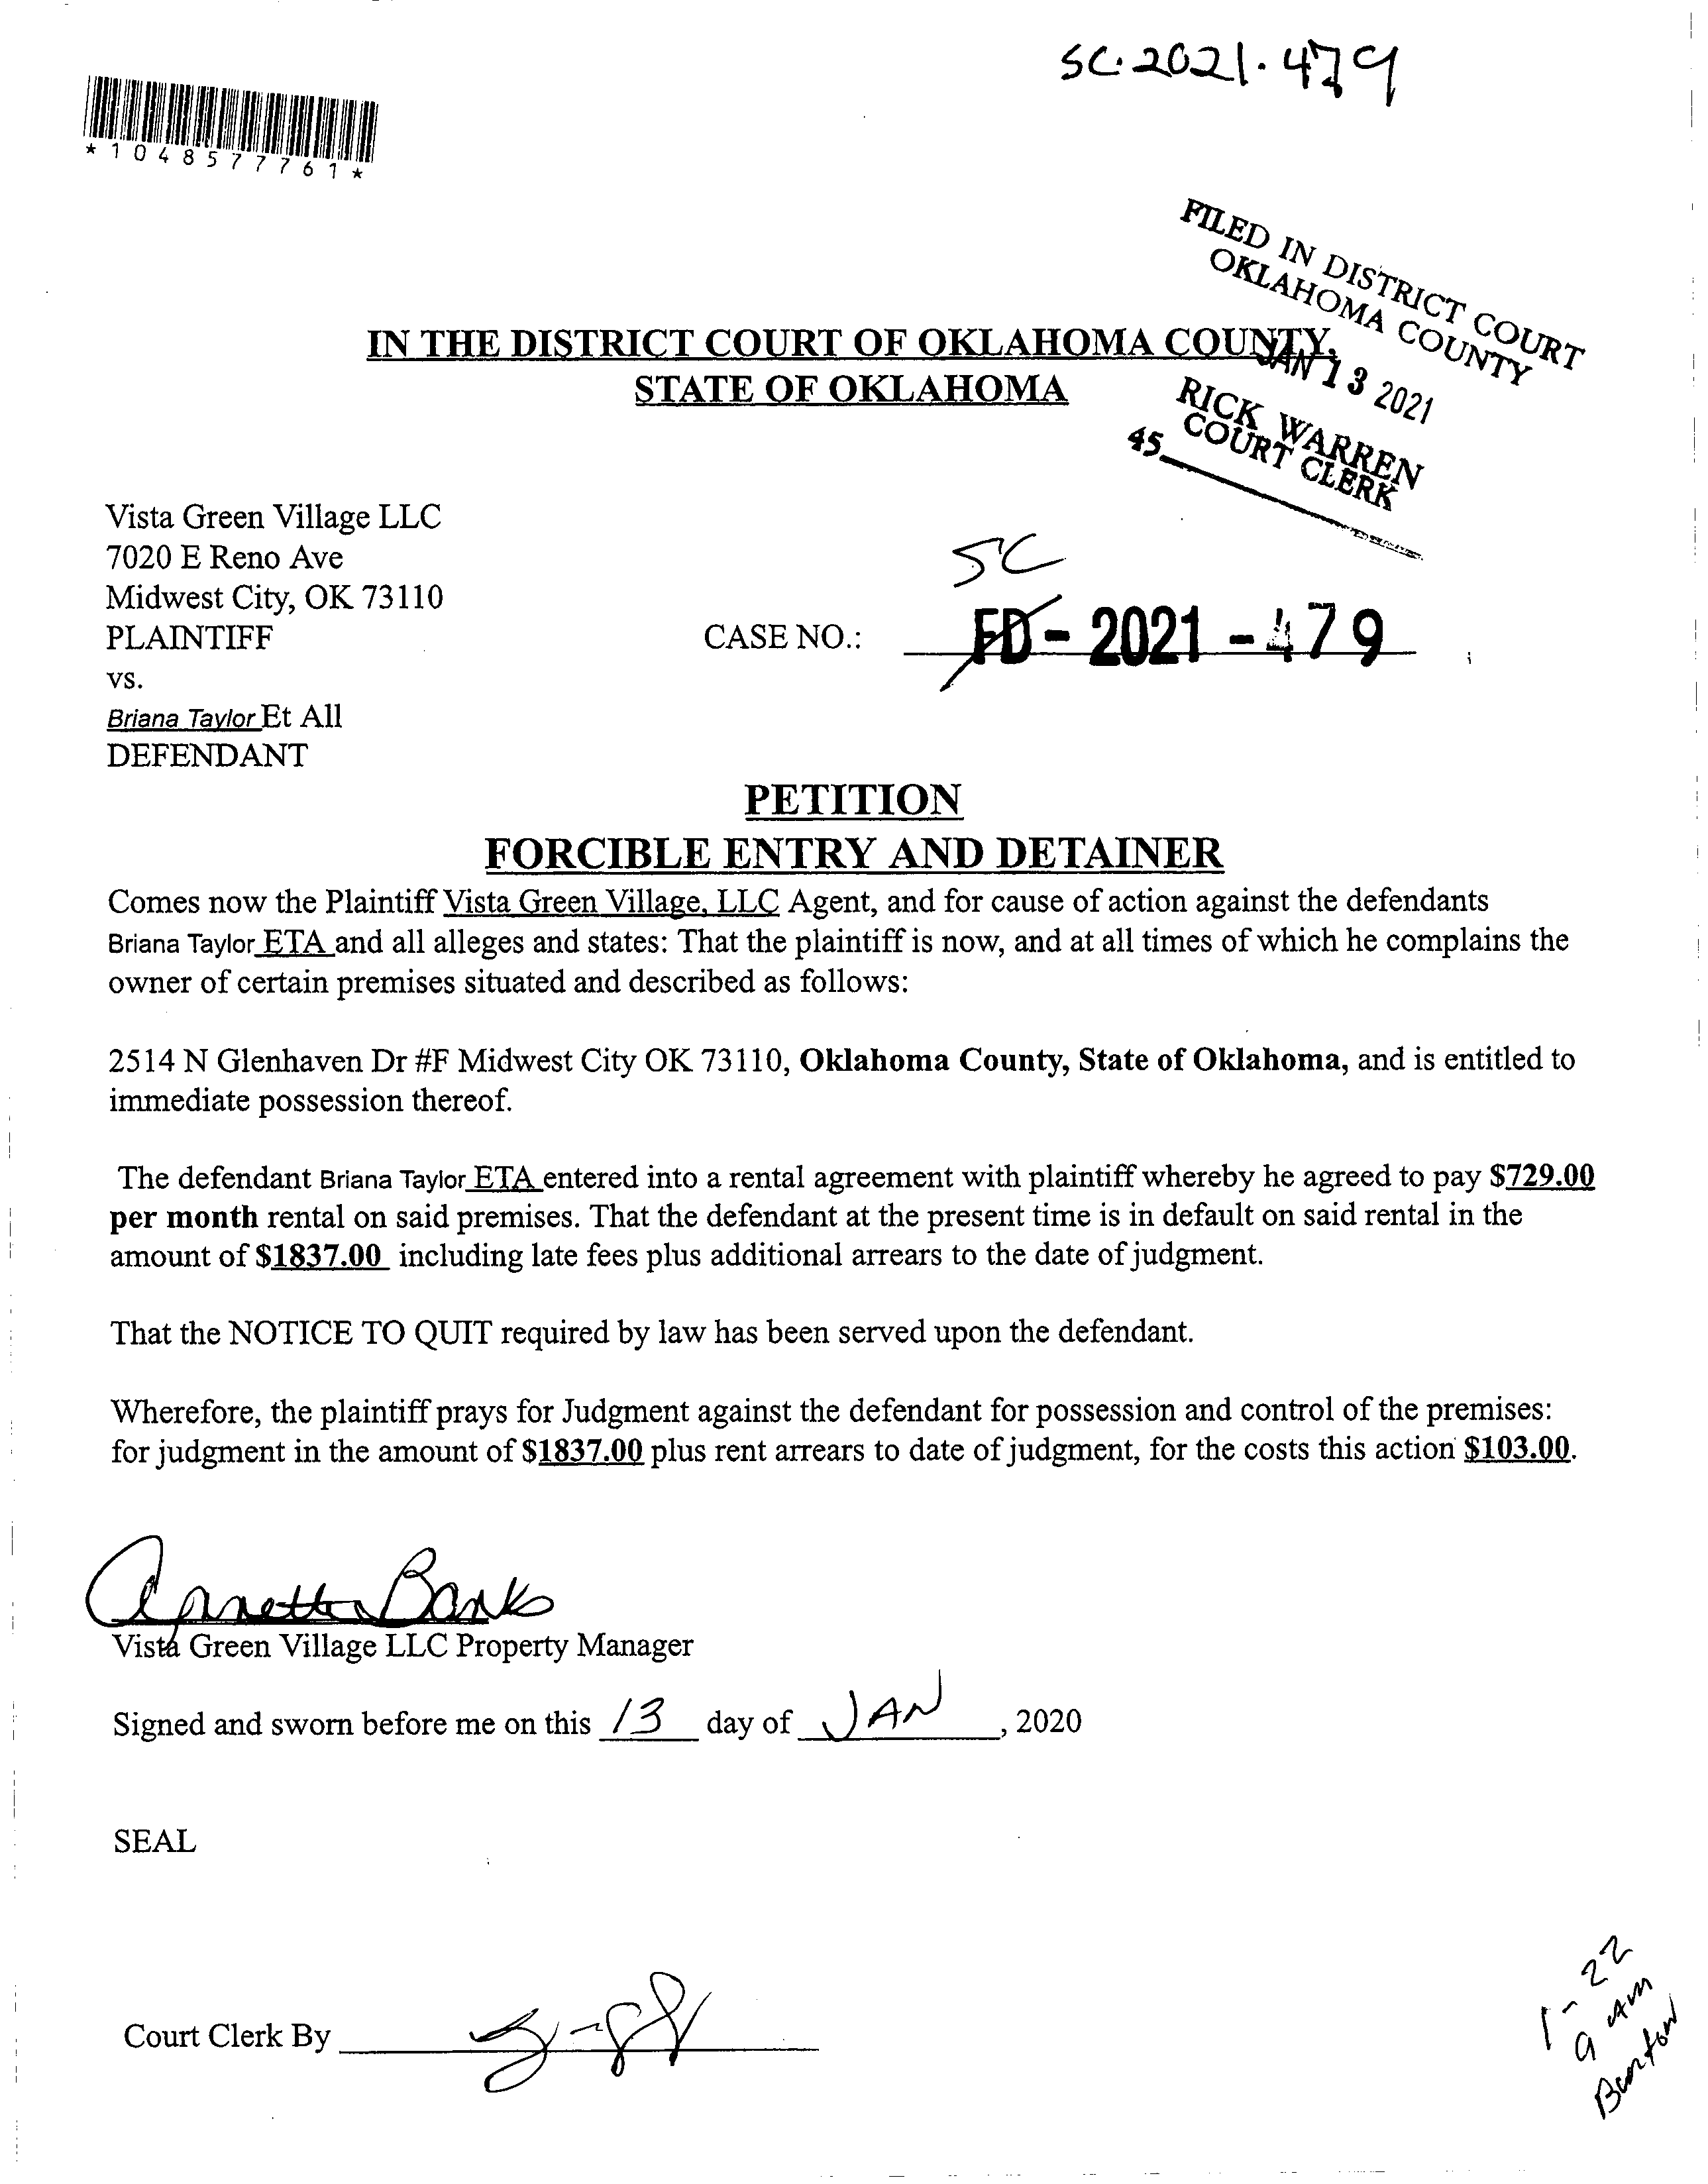 SC.2021.479
*1048577761*
FILED IN DISTRICT COURT
OKLAHOMA COUNTY
JAN 13 2021
RICK WARREN
COURT CLERK
45
IN THE DISTRICT COURT OF OKLAHOMA COUNTY,
STATE OF OKLAHOMA
Vista Green Village LLC
7020 E Reno Ave
Midwest City, OK 73110
PLAINTIFF
SC
CASE NO.: FD - 2021 - 479
vs.
Briana Taylor Et All
DEFENDANT
PETITION
FORCIBLE ENTRY AND DETAINER
Comes now the Plaintiff Vista Green Village, LLC Agent, and for cause of action against the defendants
Briana Taylor ETA and all alleges and states: That the plaintiff is now, and at all times of which he complains the
owner of certain premises situated and described as follows:
2514 N Glenhaven Dr #F Midwest City OK 73110, Oklahoma County, State of Oklahoma, and is entitled to
immediate possession thereof.
The defendant Briana Taylor ETA entered into a rental agreement with plaintiff whereby he agreed to pay $729.00
per month rental on said premises. That the defendant at the present time is in default on said rental in the
amount of $1837.00 including late fees plus additional arrears to the date of judgment.
That the NOTICE TO QUIT required by law has been served upon the defendant.
Wherefore, the plaintiff prays for Judgment against the defendant for possession and control of the premises:
for judgment in the amount of $1837.00 plus rent arrears to date of judgment, for the costs this action $103.00.
Annetta Banks
Vista Green Village LLC Property Manager
Signed and sworn before me on this 13 day of JAN, 2020
SEAL
Court Clerk By
1-22
9 AM
Barton